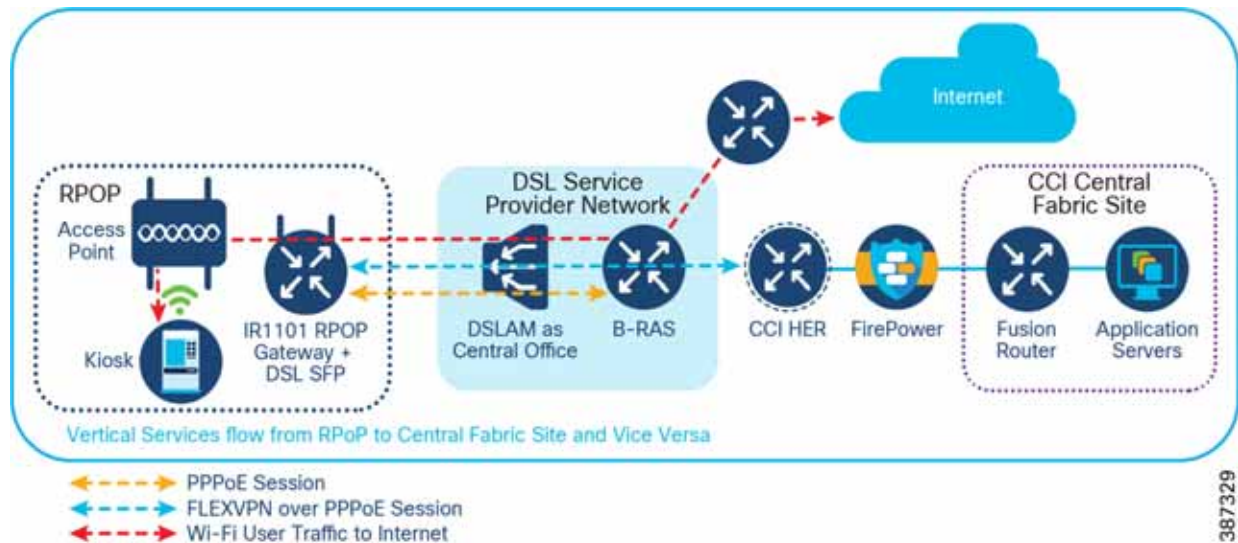 Internet
RPOP
Access
Point
Kiosk
IR1101 RPOP
Gateway +
DSL SFP
DSL Service
Provider Network
DSLAM as
Central Office
B-RAS
CCI HER
FirePower
CCI Central
Fabric Site
Fusion
Router
Application
Servers
Vertical Services flow from RPoP to Central Fabric Site and Vice Versa
PPPoE Session
FLEXVPN over PPPoE Session
Wi-Fi User Traffic to Internet
387329